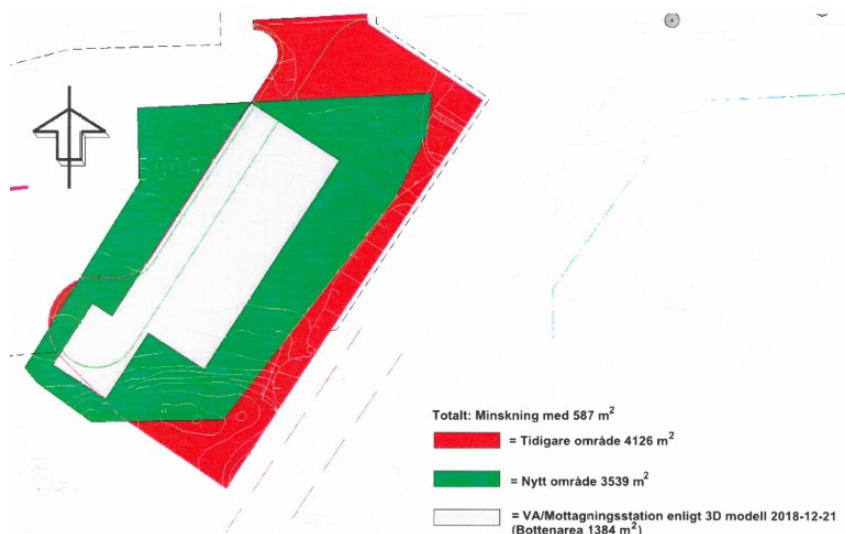 Totalt: Minskning med 587 m²
= Tidigare område 4126 m²
= Nytt område 3539 m²
= VA/Mottagningsstation enligt 3D modell 2018-12-21
(Bottenarea 1384 m²)